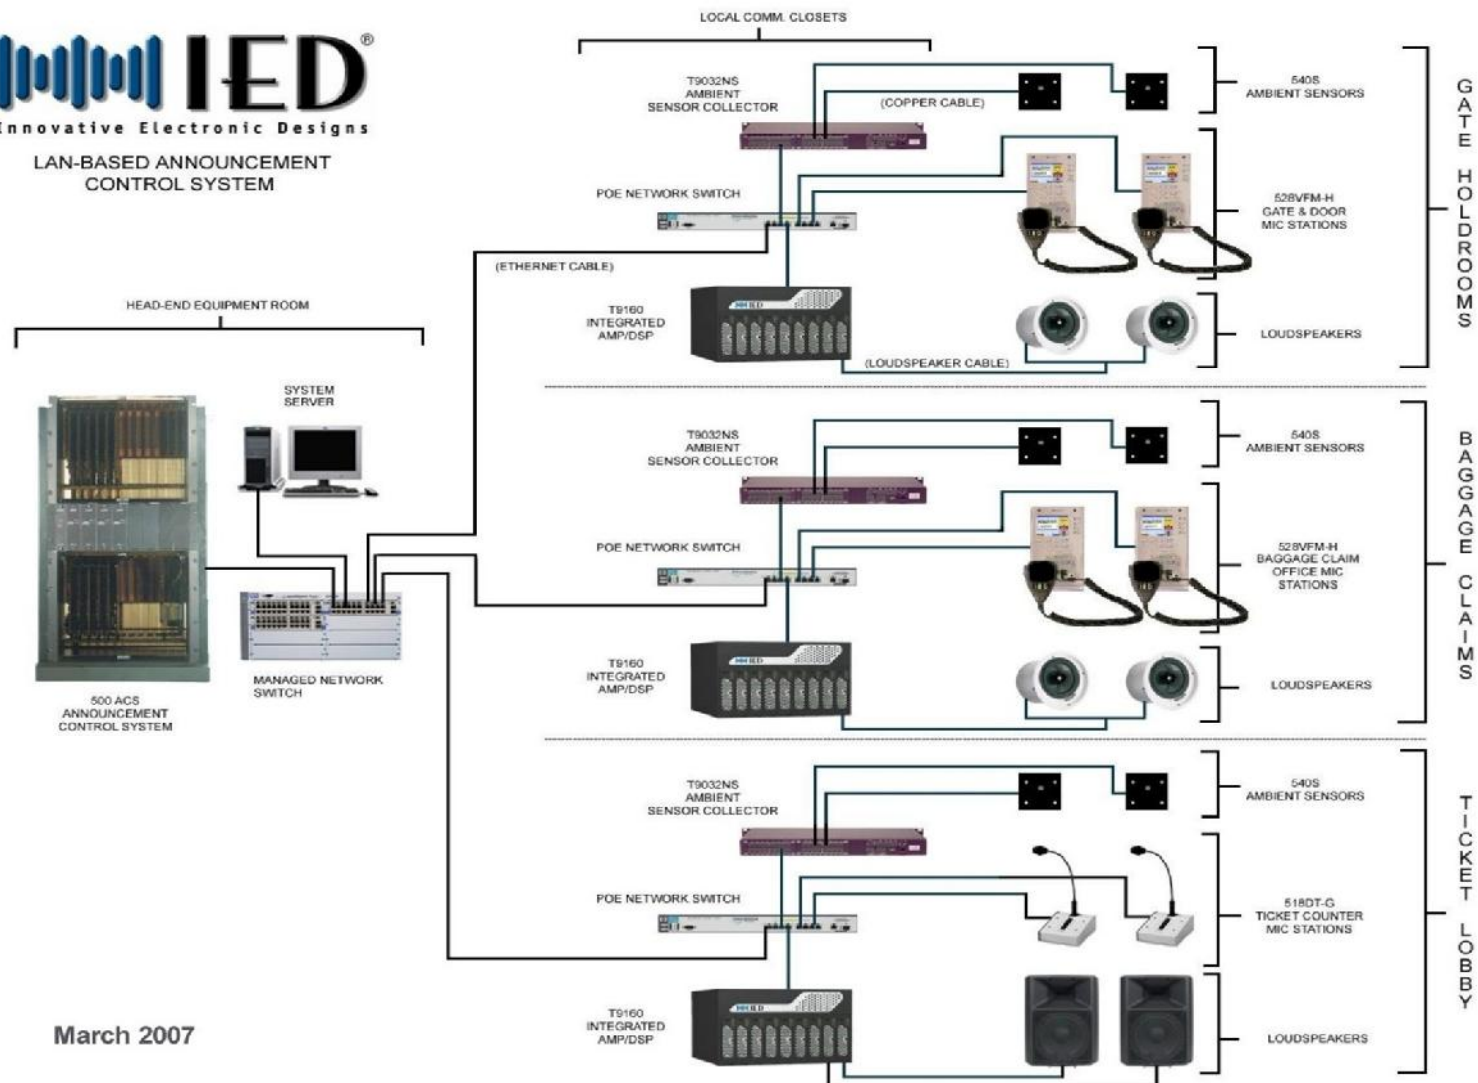 IED®
Innovative Electronic Designs
LAN-BASED ANNOUNCEMENT
CONTROL SYSTEM
LOCAL COMM. CLOSETS
T9032NS
AMBIENT
SENSOR COLLECTOR
(COPPER CABLE)
540S
AMBIENT SENSORS
POE NETWORK SWITCH
528VFM-H
GATE & DOOR
MIC STATIONS
(ETHERNET CABLE)
T9160
INTEGRATED
AMP/DSP
IED
(LOUDSPEAKER CABLE)
LOUDSPEAKERS
GATE HOLDROOMS
HEAD-END EQUIPMENT ROOM
SYSTEM
SERVER
500 ACS
ANNOUNCEMENT
CONTROL SYSTEM
MANAGED NETWORK
SWITCH
T9032NS
AMBIENT
SENSOR COLLECTOR
540S
AMBIENT SENSORS
POE NETWORK SWITCH
528VFM-H
BAGGAGE CLAIM
OFFICE MIC
STATIONS
T9160
INTEGRATED
AMP/DSP
IED
LOUDSPEAKERS
BAGGAGE CLAIMS
T9032NS
AMBIENT
SENSOR COLLECTOR
540S
AMBIENT SENSORS
POE NETWORK SWITCH
518DT-G
TICKET COUNTER
MIC STATIONS
T9160
INTEGRATED
AMP/DSP
IED
LOUDSPEAKERS
TICKET LOBBY
March 2007